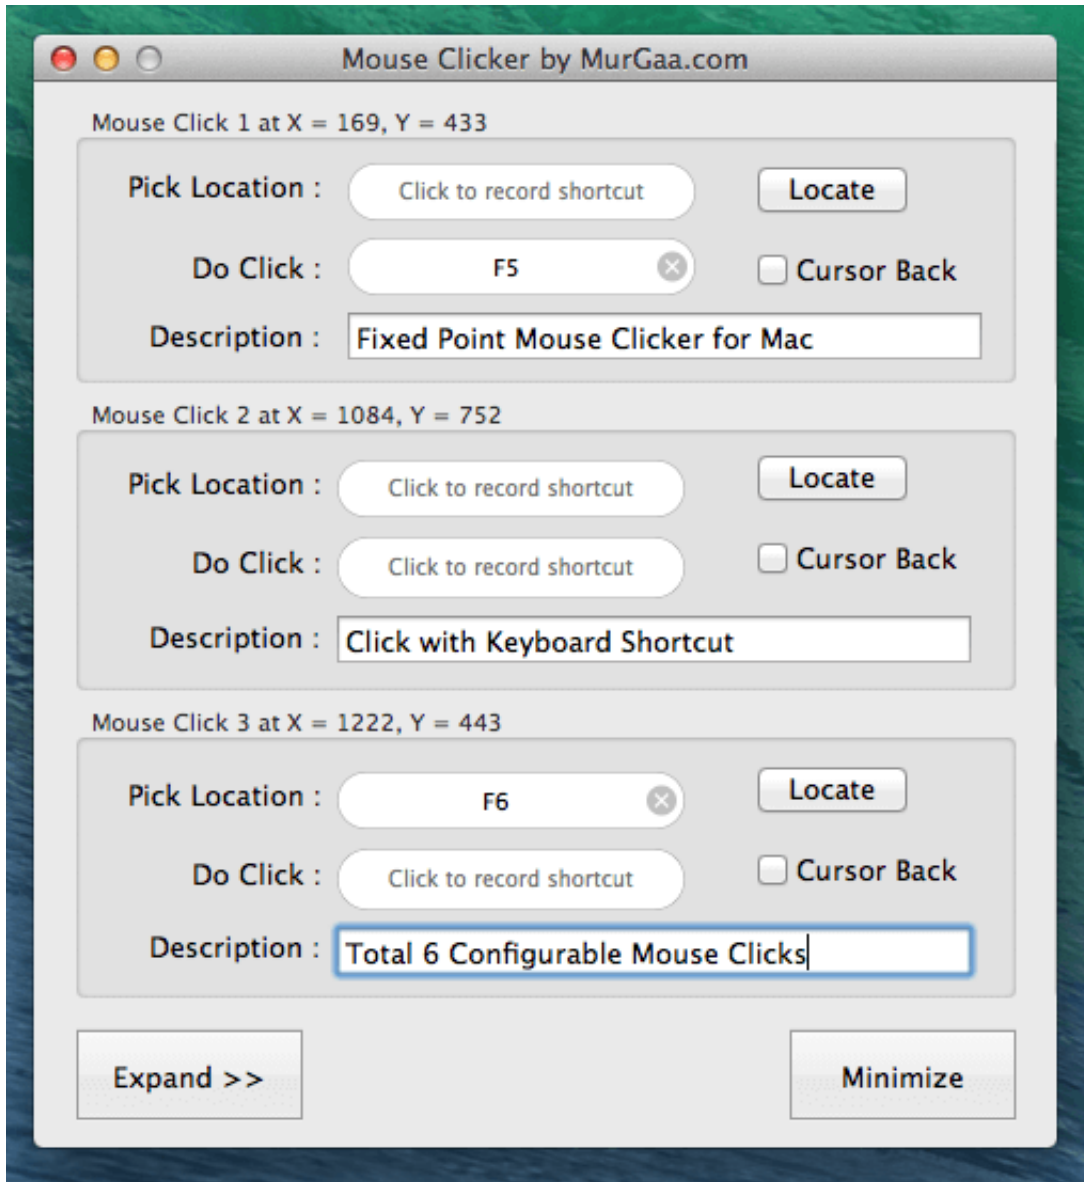 Mouse Clicker by MurGaa.com
Mouse Click 1 at X = 169, Y = 433
Pick Location : Click to record shortcut Locate
Do Click : F5 Cursor Back
Description : Fixed Point Mouse Clicker for Mac
Mouse Click 2 at X = 1084, Y = 752
Pick Location : Click to record shortcut Locate
Do Click : Click to record shortcut Cursor Back
Description : Click with Keyboard Shortcut
Mouse Click 3 at X = 1222, Y = 443
Pick Location : F6 Locate
Do Click : Click to record shortcut Cursor Back
Description : Total 6 Configurable Mouse Clicks
Expand >> Minimize